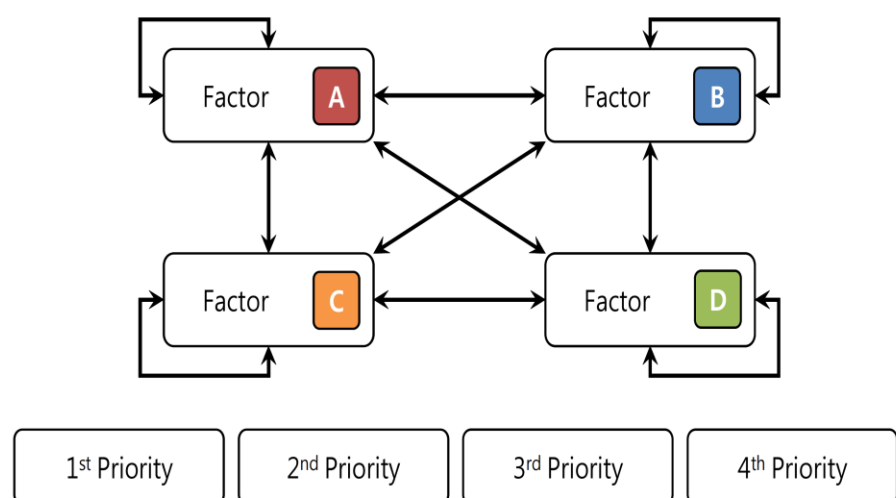 Factor A
Factor B
Factor C
Factor D
1st Priority
2nd Priority
3rd Priority
4th Priority